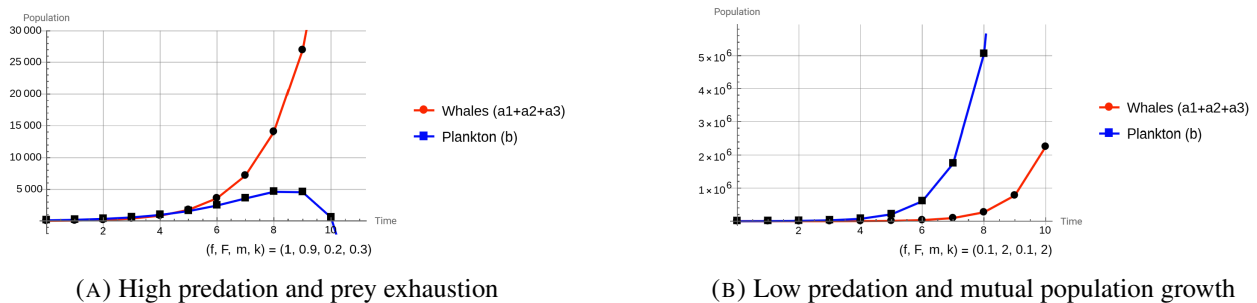 Population
30 000
25 000
20 000
15 000
10 000
5 000
2
4
6
8
10
Time
Whales (a1+a2+a3)
Plankton (b)
(f, F, m, k) = (1, 0.9, 0.2, 0.3)
(A) High predation and prey exhaustion
Population
5×10⁶
4×10⁶
3×10⁶
2×10⁶
1×10⁶
2
4
6
8
10
Time
Whales (a1+a2+a3)
Plankton (b)
(f, F, m, k) = (0.1, 2, 0.1, 2)
(B) Low predation and mutual population growth